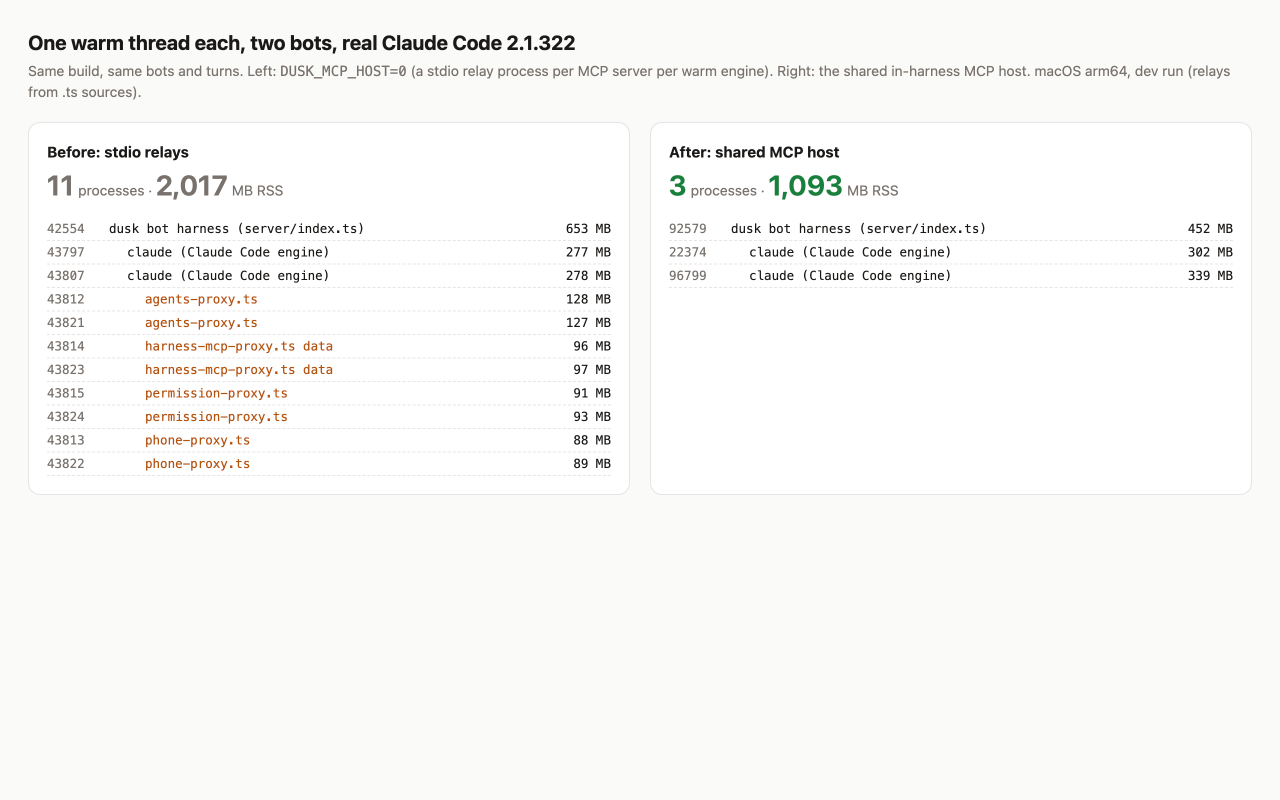 One warm thread each, two bots, real Claude Code 2.1.322
Same build, same bots and turns. Left: DUSK_MCP_HOST=0 (a stdio relay process per MCP server per warm engine). Right: the shared in-harness MCP host. macOS arm64, dev run (relays
from .ts sources).
Before: stdio relays
11 processes · 2,017 MB RSS
42554 dusk bot harness (server/index.ts) 653 MB
43797 claude (Claude Code engine) 277 MB
43807 claude (Claude Code engine) 278 MB
43812 agents-proxy.ts 128 MB
43821 agents-proxy.ts 127 MB
43814 harness-mcp-proxy.ts data 96 MB
43823 harness-mcp-proxy.ts data 97 MB
43815 permission-proxy.ts 91 MB
43824 permission-proxy.ts 93 MB
43813 phone-proxy.ts 88 MB
43822 phone-proxy.ts 89 MB
After: shared MCP host
3 processes · 1,093 MB RSS
92579 dusk bot harness (server/index.ts) 452 MB
22374 claude (Claude Code engine) 302 MB
96799 claude (Claude Code engine) 339 MB